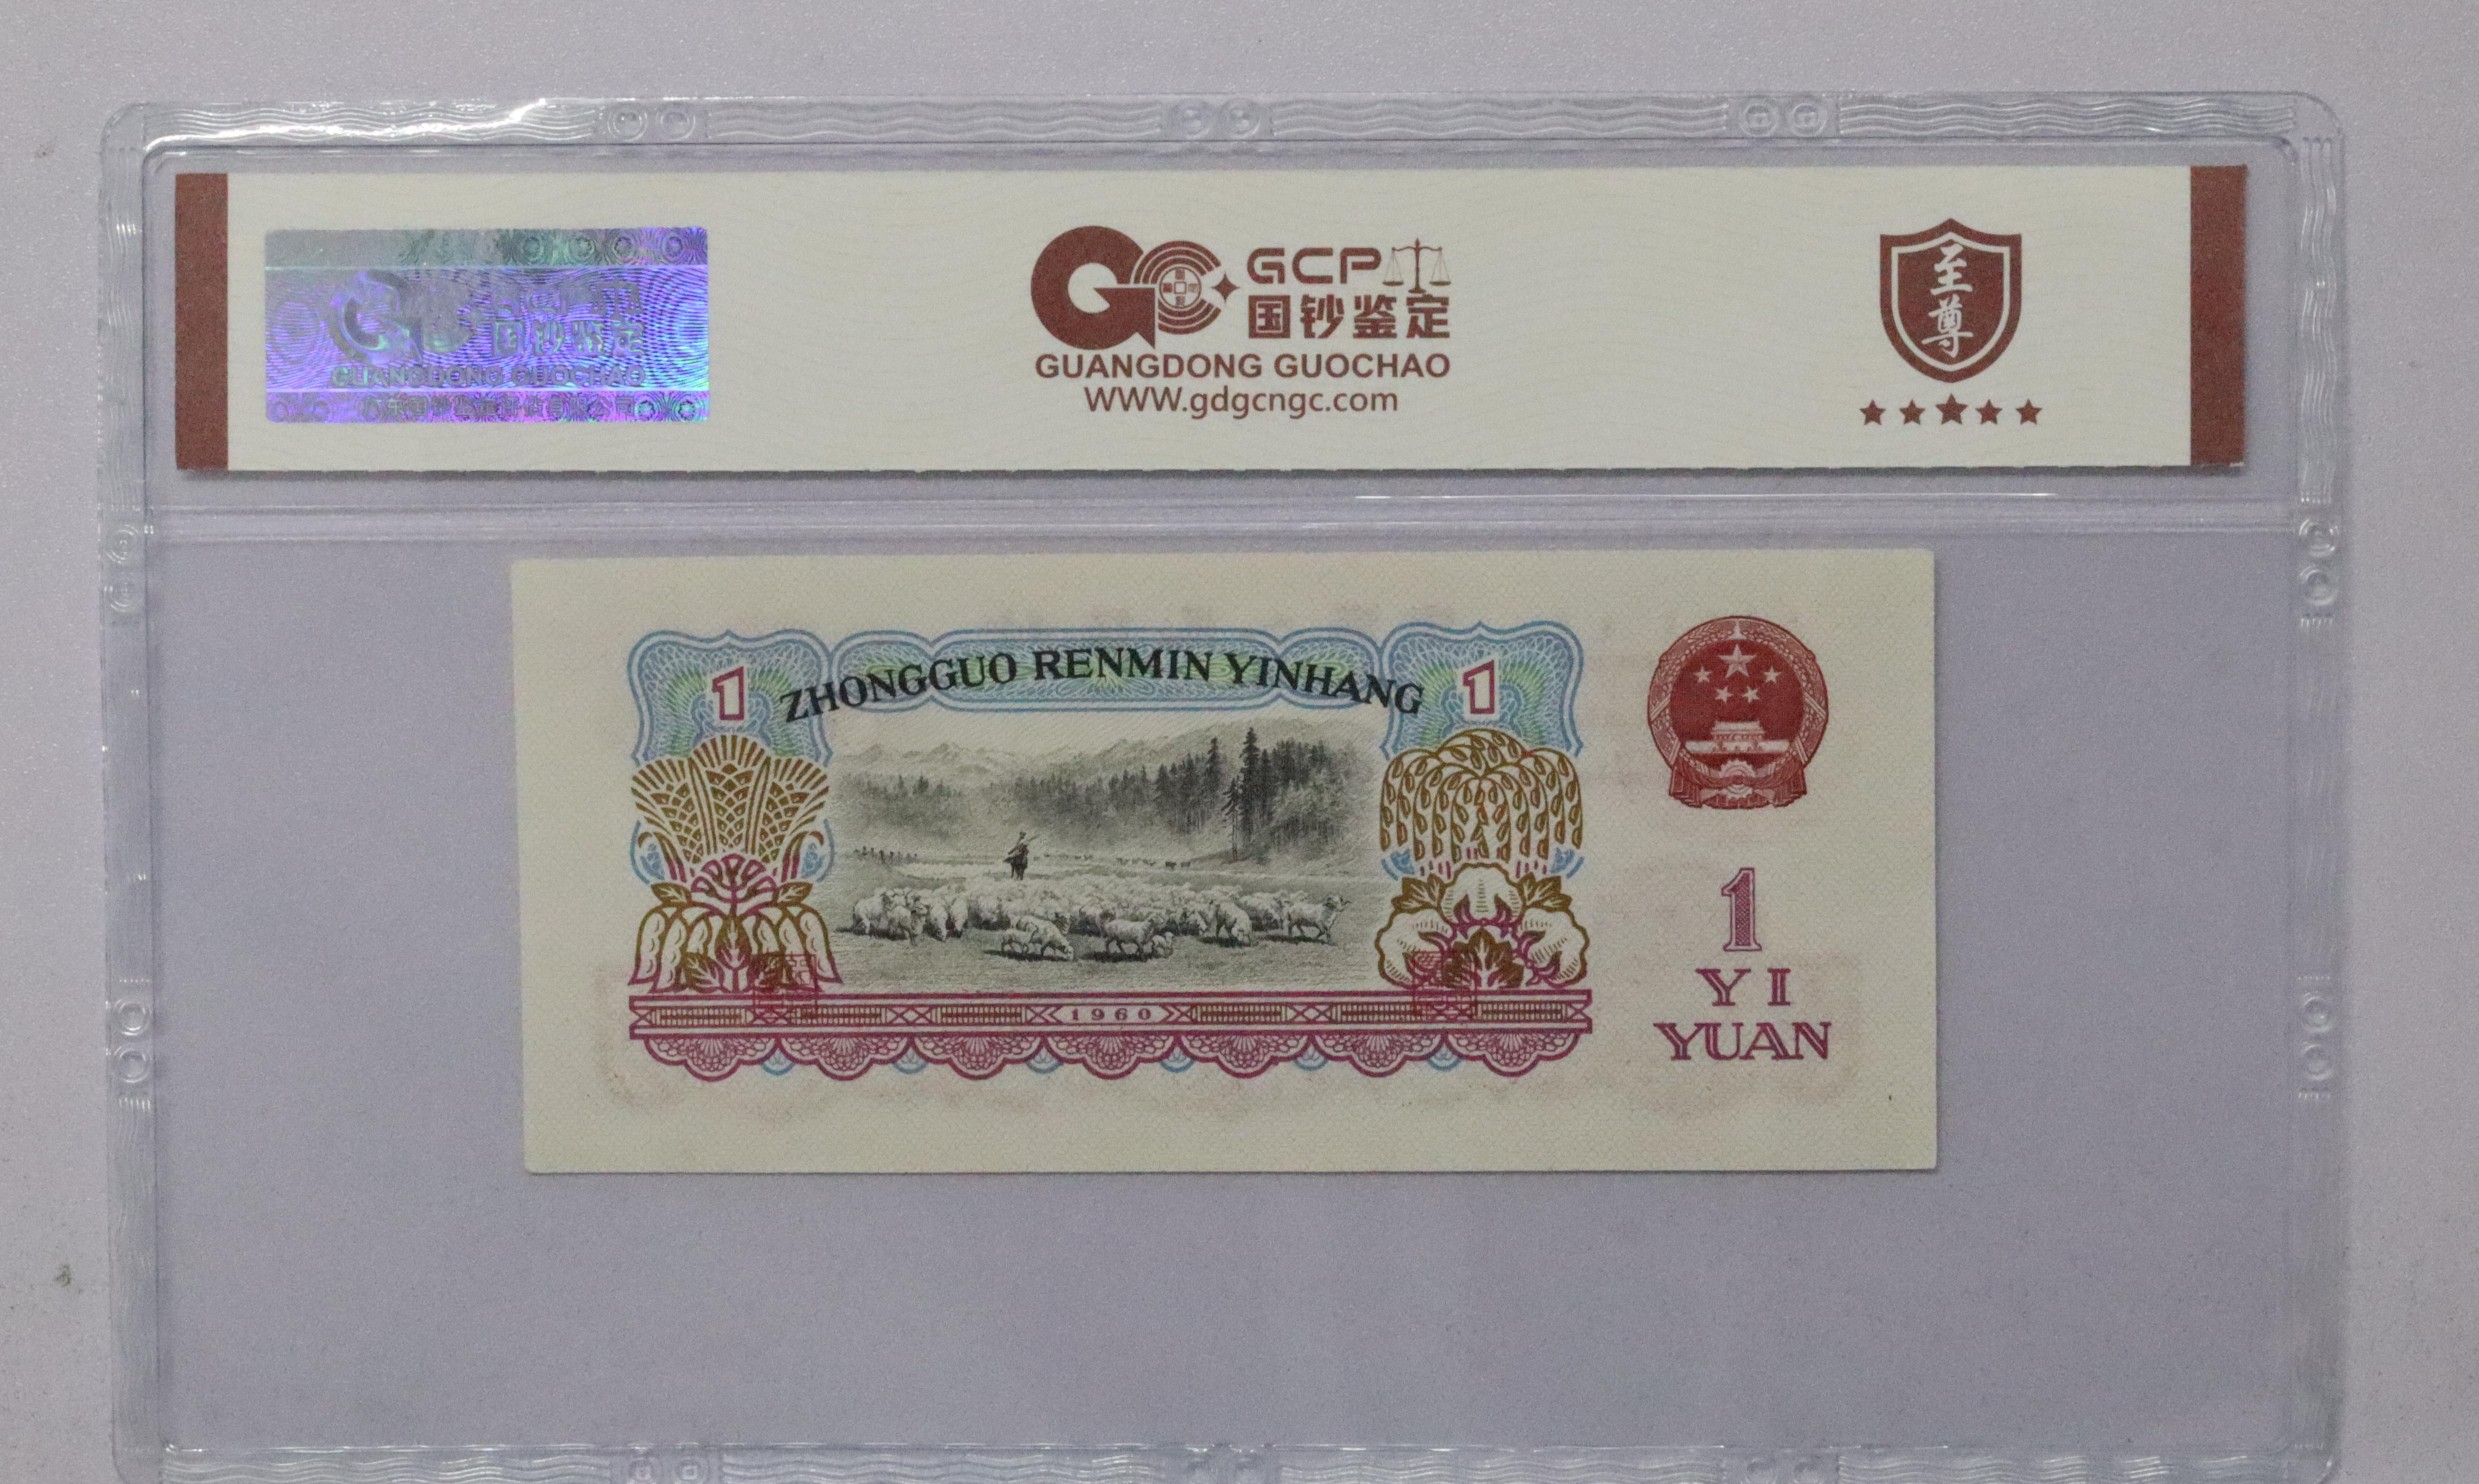 GCP
国钞鉴定
GUANGDONG GUOCHAO
WWW.gdgcngc.com
至尊
国钞鉴定
GUANGDONG GUOCHAO
ZHONGGUO RENMIN YINHANG
1
1
1960
1
YI
YUAN